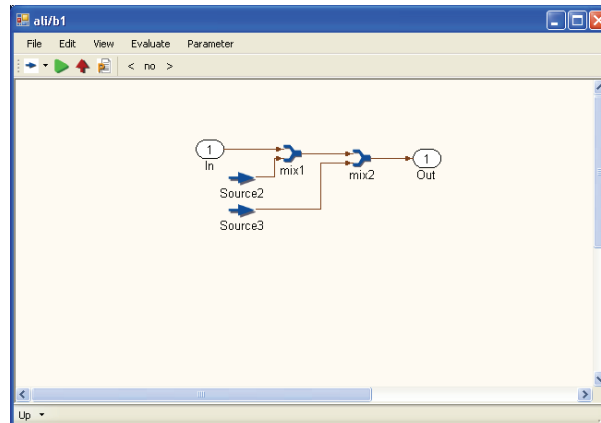 ali/b1
File Edit View Evaluate Parameter
< no >
1
In
mix1
mix2
1
Out
Source2
Source3
Up